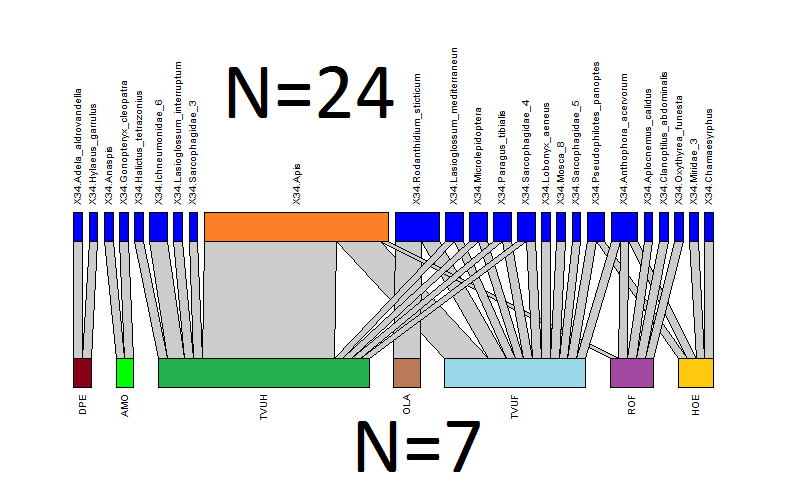 N=24
X34.Adela_aldrovandella
X34.Hylaeus_garrulus
X34.Anaspis
X34.Gonopteryx_cleopatra
X34.Halictus_tetrazonius
X34.Ichneumonidae_6
X34.Lasioglossum_interruptum
X34.Sarcophagidae_3
X34.Apis
X34.Rodanthidium_sticticum
X34.Lasioglossum_mediterraneun
X34.Microlepidoptera
X34.Paragus_tibialis
X34.Sarcophagidae_4
X34.Lobonyx_aeneus
X34.Mosca_8
X34.Sarcophagidae_5
X34.Pseudophilotes_panoptes
X34.Anthophora_acervorum
X34.Aplocnemus_calidus
X34.Clanoptilus_abdominalis
X34.Oxythyrea_funesta
X34.Miridae_3
X34.Chamaesyrphus
DPE
AMO
TVUH
OLA
TVUF
ROF
HOE
N=7